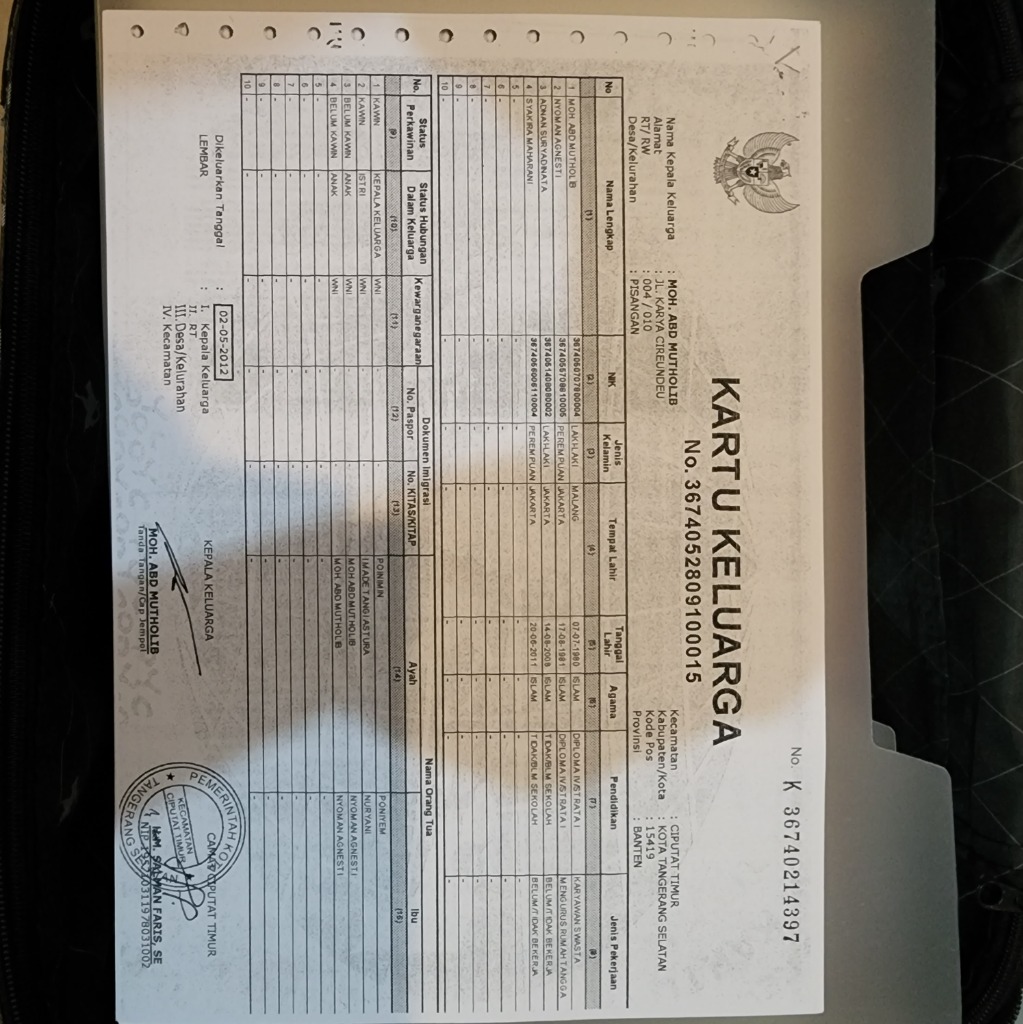 No. K 36740214397
KARTU KELUARGA
No. 3674052809100015
Nama Kepala Keluarga : MOH. ABD MUTHOLIB
Alamat : JL. KARYA CIREUNDEU
RT/ RW : 004 / 010
Desa/Kelurahan : PISANGAN
Kecamatan : CIPUTAT TIMUR
Kabupaten/Kota : KOTA TANGERANG SELATAN
Kode Pos : 15419
Provinsi : BANTEN
No Nama Lengkap NIK Jenis Kelamin Tempat Lahir Tanggal Lahir Agama Pendidikan Jenis Pekerjaan
(1) (2) (3) (4) (5) (6) (7) (8)
1 MOH. ABD MUTHOLIB 3674050707800004 LAKI-LAKI MALANG 07-07-1980 ISLAM DIPLOMA IV/STRATA I KARYAWAN SWASTA
2 NYOMAN AGNESTI 3674055708810005 PEREMPUAN JAKARTA 17-08-1981 ISLAM DIPLOMA IV/STRATA I MENGURUS RUMAH TANGGA
3 ADNAN SURYADINATA 3674051408080002 LAKI-LAKI JAKARTA 14-08-2008 ISLAM TIDAK/BLM SEKOLAH BELUM/TIDAK BEKERJA
4 SYAKIRA MAHARANI JAKARTA 20-06-2011 ISLAM TIDAK/BLM SEKOLAH BELUM/TIDAK BEKERJA
5 - - - - - - - -
6 - - - - - - - -
7 - - - - - - - -
8 - - - - - - - -
9 - - - - - - - -
10 - - - - - - - -
No. Status Perkawinan Status Hubungan Dalam Keluarga Kewarganegaraan Dokumen Imigrasi Nama Orang Tua
No. Paspor No. KITAS/KITAP Ayah Ibu
(9) (10) (11) (12) (13) (14) (15)
1 KAWIN KEPALA KELUARGA WNI - - POINIMIN PONIYEM
2 KAWIN ISTRI WNI - - I MADE TANGI ASTURA NURYANI
3 BELUM KAWIN ANAK WNI - - MOH ABD MUTHOLIB NYOMAN AGNESTI
4 BELUM KAWIN ANAK WNI - - MOH. ABD MUTHOLIB NYOMAN AGNESTI
5 - - - - - - -
6 - - - - - - -
7 - - - - - - -
8 - - - - - - -
9 - - - - - - -
10 - - - - - - -
Dikeluarkan Tanggal : 02-05-2012
LEMBAR : I. Kepala Keluarga
II. RT
III. Desa/Kelurahan
IV. Kecamatan
KEPALA KELUARGA
MOH. ABD MUTHOLIB
Tanda Tangan/Cap Jempol
CAMAT CIPUTAT TIMUR
PEMERINTAH KO
KECAMATAN
CIPUTAT TIMUR
TANGERANG SE
SALMAN FARIS, SE